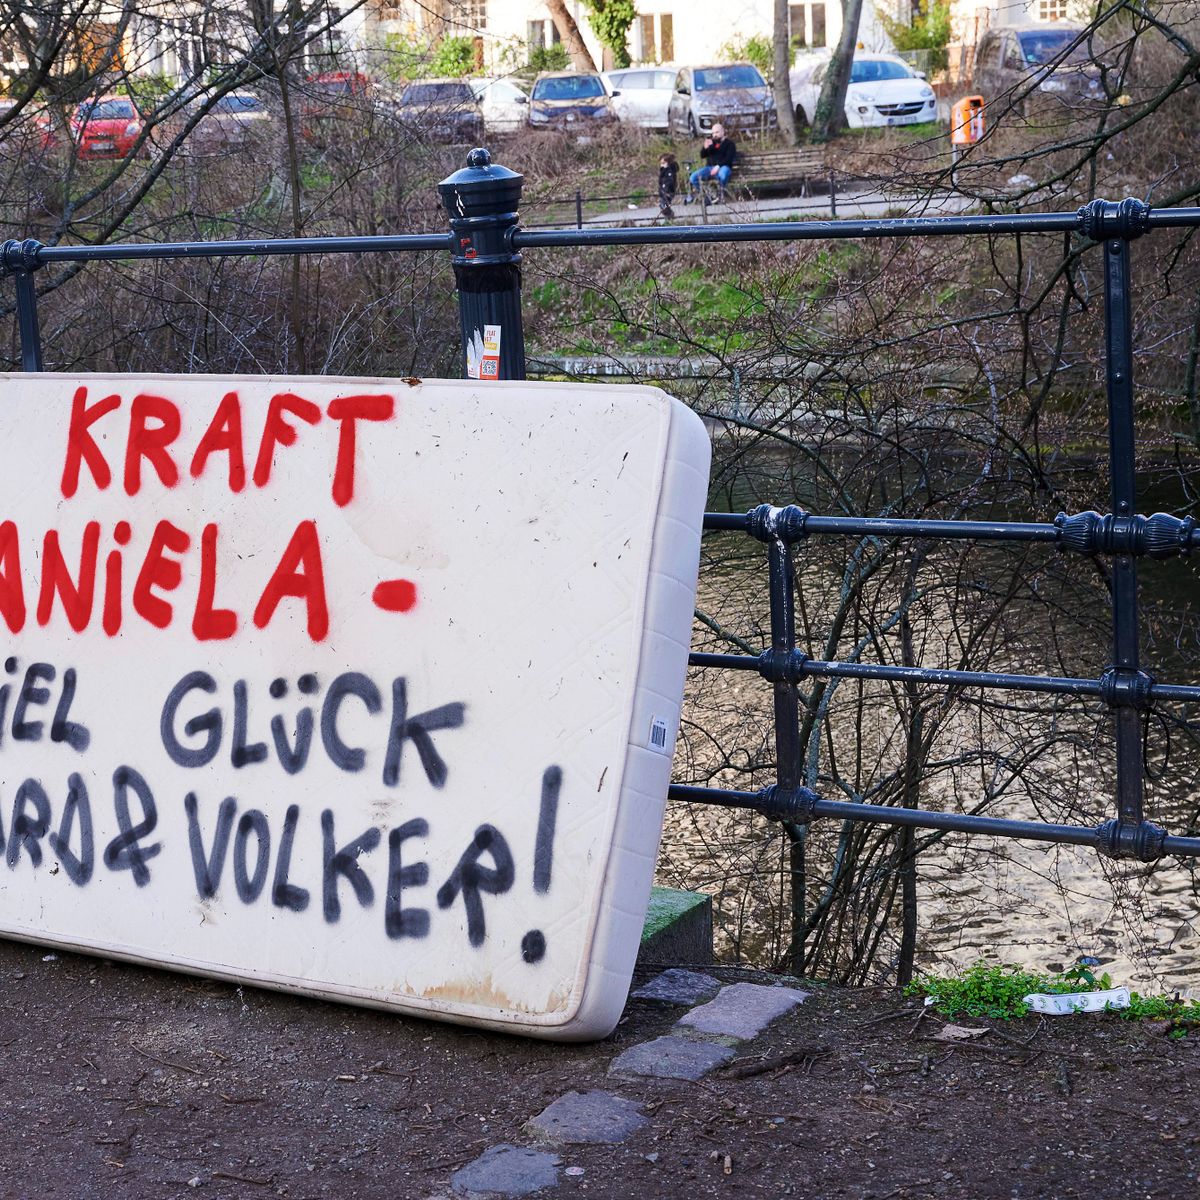 KRAFT
ANiELA -
iEL GLüCK
ARD & VOLKER!